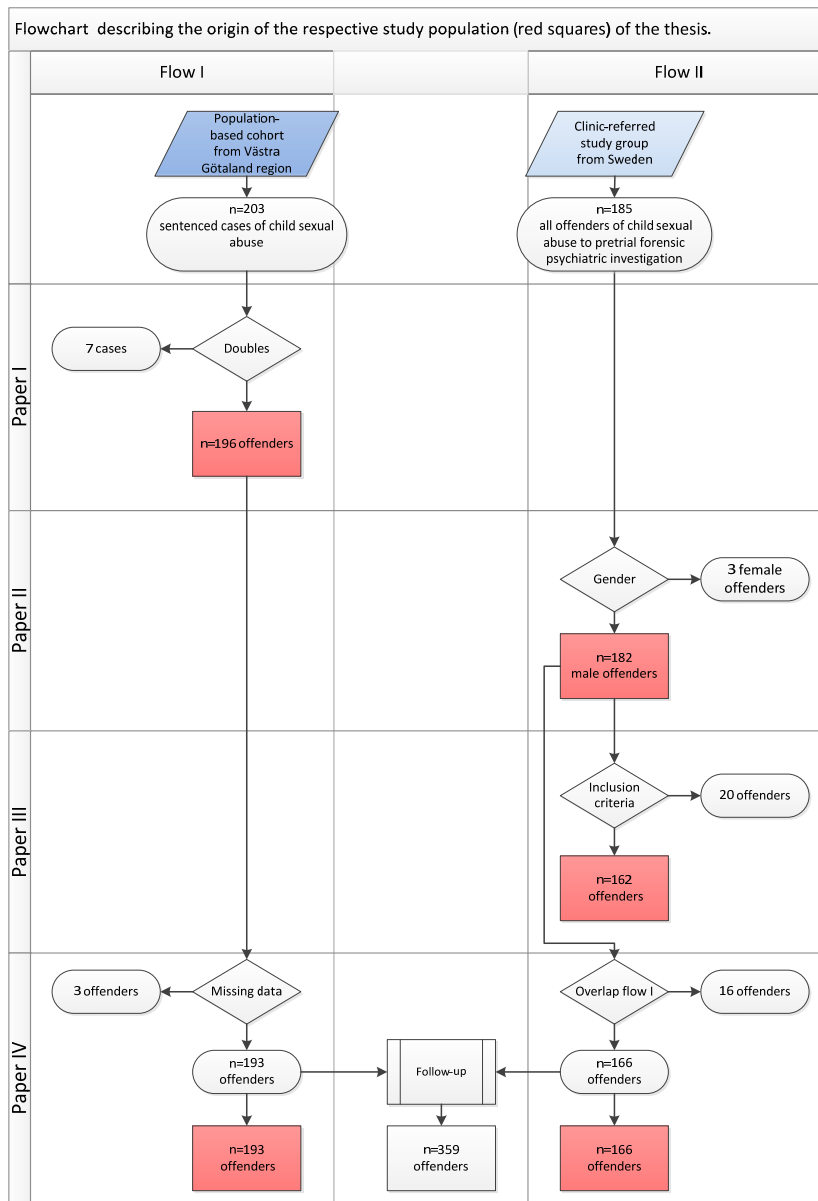 Flowchart  describing the origin of the respective study population (red squares) of the thesis.
Flow I
Flow II
Population-
based cohort
from Västra
Götaland region
Clinic-referred
study group
from Sweden
n=203
sentenced cases of child sexual
abuse
n=185
all offenders of child sexual
abuse to pretrial forensic
psychiatric investigation
Paper I
7 cases
Doubles
n=196 offenders
Paper II
Gender
3 female
offenders
n=182
male offenders
Paper III
Inclusion
criteria
20 offenders
n=162
offenders
Paper IV
3 offenders
Missing data
Overlap flow I
16 offenders
n=193
offenders
Follow-up
n=166
offenders
n=193
offenders
n=359
offenders
n=166
offenders